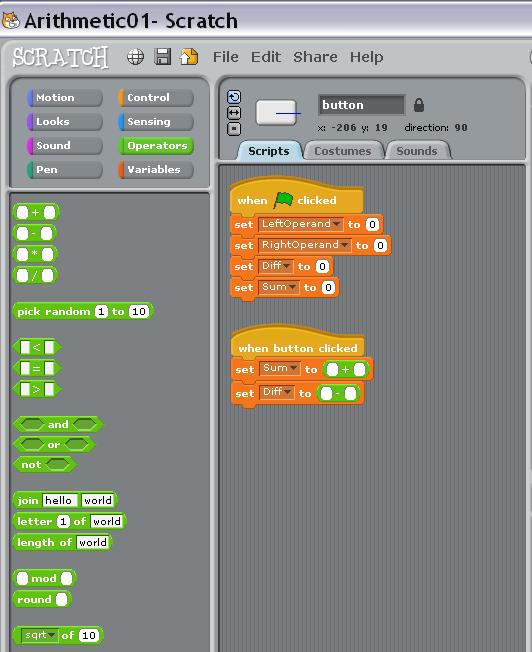 Arithmetic01- Scratch
SCRATCH File Edit Share Help
Motion Control
Looks Sensing
Sound Operators
Pen Variables
button
x: -206 y: 19 direction: 90
Scripts Costumes Sounds
+
-
*
/
pick random 1 to 10
<
=
>
and
or
not
join hello world
letter 1 of world
length of world
mod
round
sqrt of 10
when clicked
set LeftOperand to 0
set RightOperand to 0
set Diff to 0
set Sum to 0
when button clicked
set Sum to +
set Diff to -